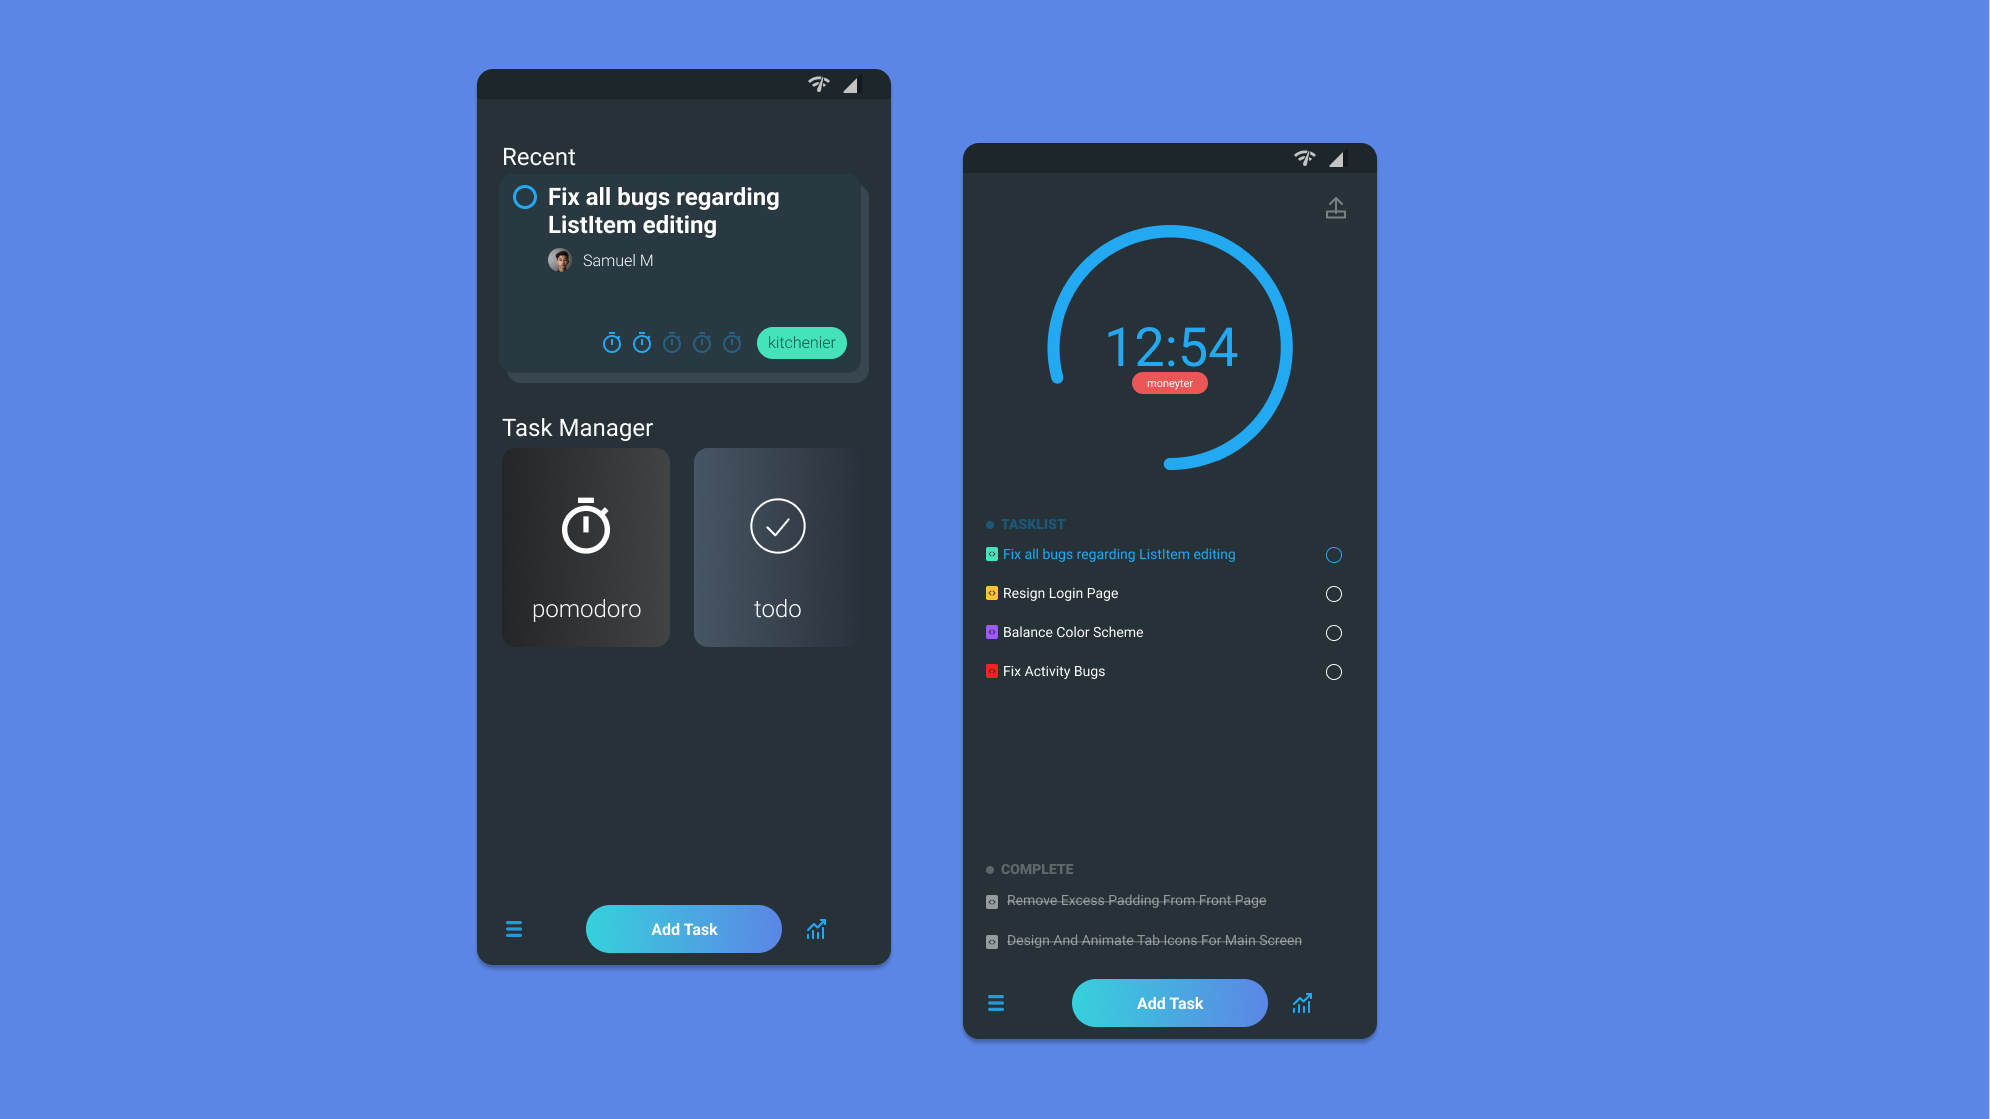 Recent
Fix all bugs regarding
ListItem editing
Samuel M
kitchenier
Task Manager
pomodoro
todo
Add Task
12:54
moneyter
TASKLIST
Fix all bugs regarding ListItem editing
Resign Login Page
Balance Color Scheme
Fix Activity Bugs
COMPLETE
Remove Excess Padding From Front Page
Design And Animate Tab Icons For Main Screen
Add Task